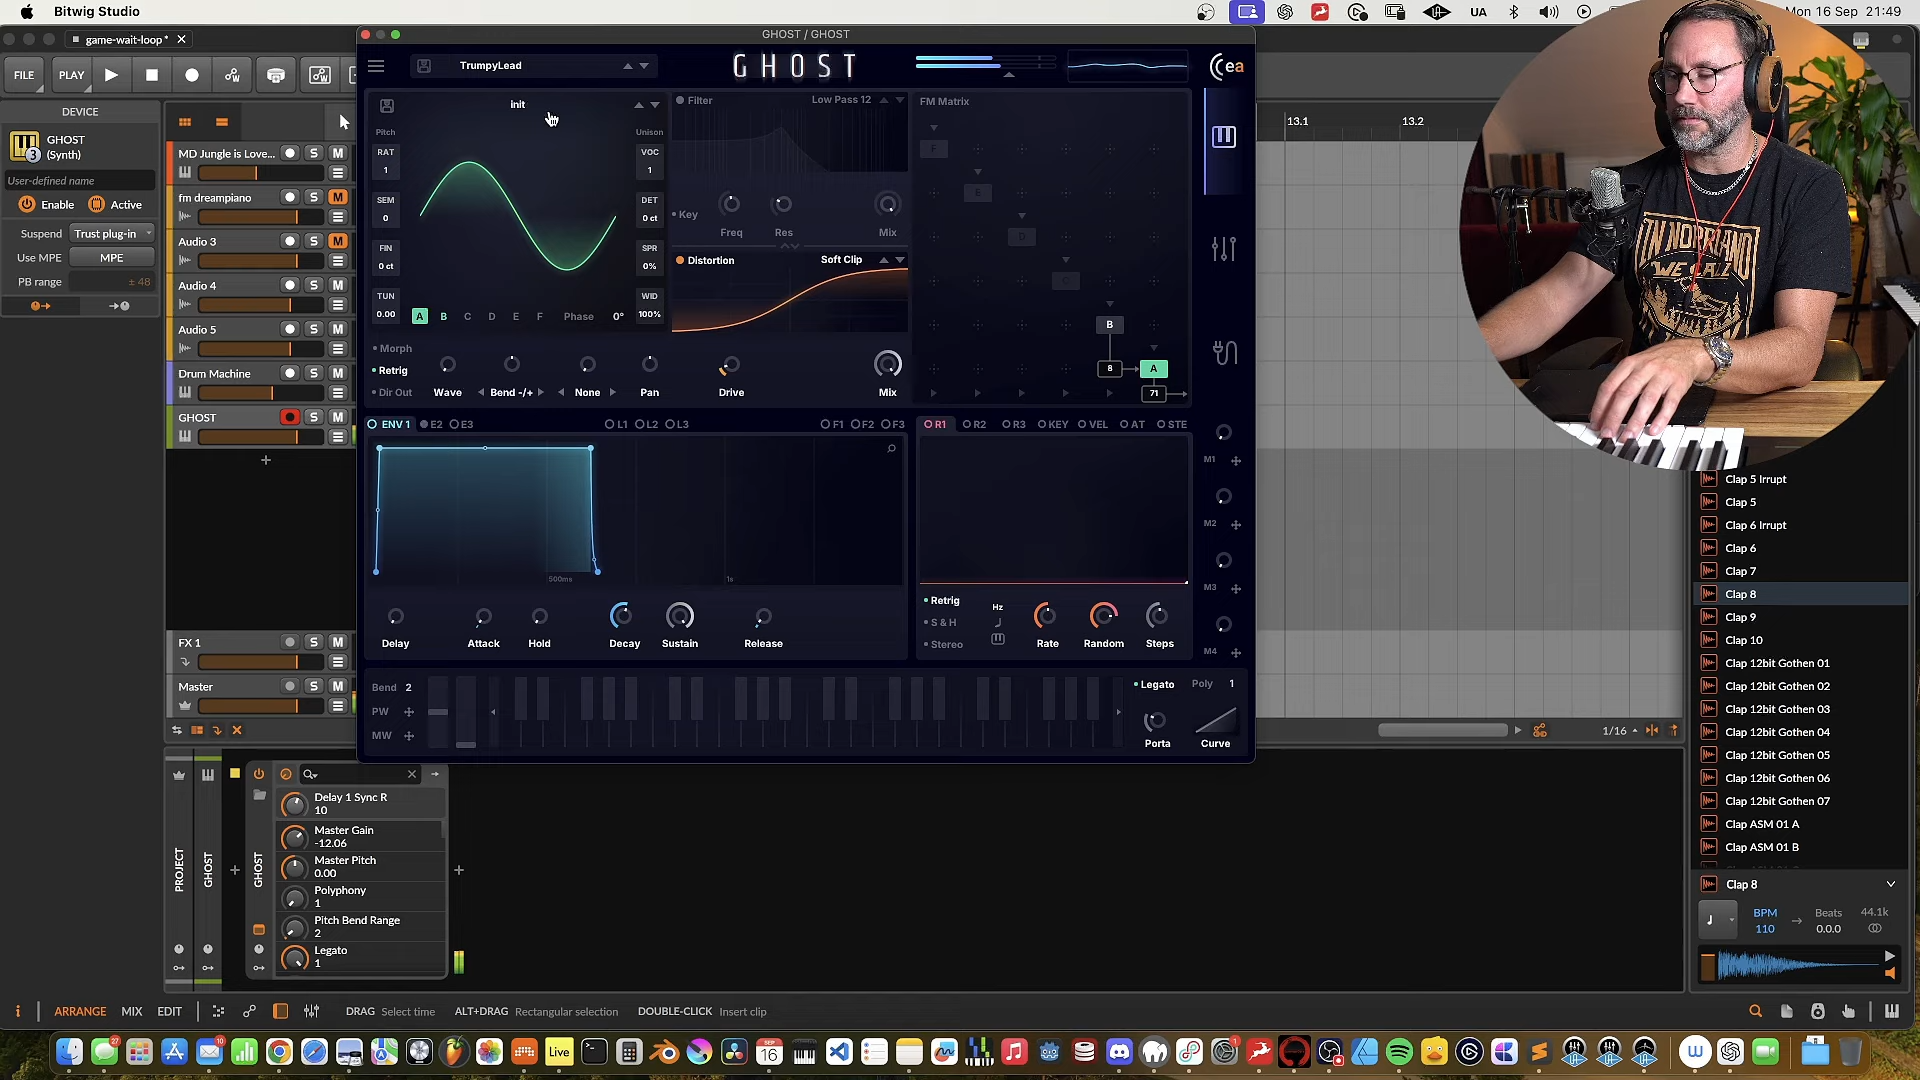 Bitwig Studio
UA
Mon 16 Sep 21:49
game-wait-loop*
GHOST / GHOST
FILE
PLAY
TrumpyLead
GHOST
ea
DEVICE
GHOST
(Synth)
3
User-defined name
Enable
Active
Suspend
Trust plug-in
Use MPE
MPE
PB range
± 48
MD Jungle is Love...
S
M
fm dreampiano
S
M
Audio 3
S
M
Audio 4
S
M
Audio 5
S
M
Drum Machine
S
M
GHOST
S
M
FX 1
S
M
Master
S
M
init
Pitch
Unison
RAT
1
VOC
1
SEM
0
DET
0 ct
FIN
0 ct
SPR
0%
TUN
0.00
WID
100%
A B C D E F
Phase 0°
Morph
Retrig
Dir Out
Wave
Bend -/+
None
Pan
Filter
Low Pass 12
Key
Freq
Res
Mix
Distortion
Soft Clip
Drive
Mix
FM Matrix
F
E
D
C
B
8
A
71
13.1
13.2
ENV 1
E2
E3
L1
L2
L3
F1
F2
F3
500ms
1s
Delay
Attack
Hold
Decay
Sustain
Release
R1
R2
R3
KEY
VEL
AT
STE
Retrig
S & H
Stereo
Hz
Rate
Random
Steps
M1
M2
M3
M4
Bend 2
PW
MW
Legato
Poly 1
Porta
Curve
1/16
PROJECT
GHOST
GHOST
Delay 1 Sync R
10
Master Gain
-12.06
Master Pitch
0.00
Polyphony
1
Pitch Bend Range
2
Legato
1
IN NORRLAND
WE CALL
Clap 5 Irrupt
Clap 5
Clap 6 Irrupt
Clap 6
Clap 7
Clap 8
Clap 9
Clap 10
Clap 12bit Gothen 01
Clap 12bit Gothen 02
Clap 12bit Gothen 03
Clap 12bit Gothen 04
Clap 12bit Gothen 05
Clap 12bit Gothen 06
Clap 12bit Gothen 07
Clap ASM 01 A
Clap ASM 01 B
Clap 8
BPM
110
Beats
0.0.0
44.1k
i
ARRANGE
MIX
EDIT
DRAG Select time
ALT+DRAG Rectangular selection
DOUBLE-CLICK Insert clip
27
10
Live
SEP
16